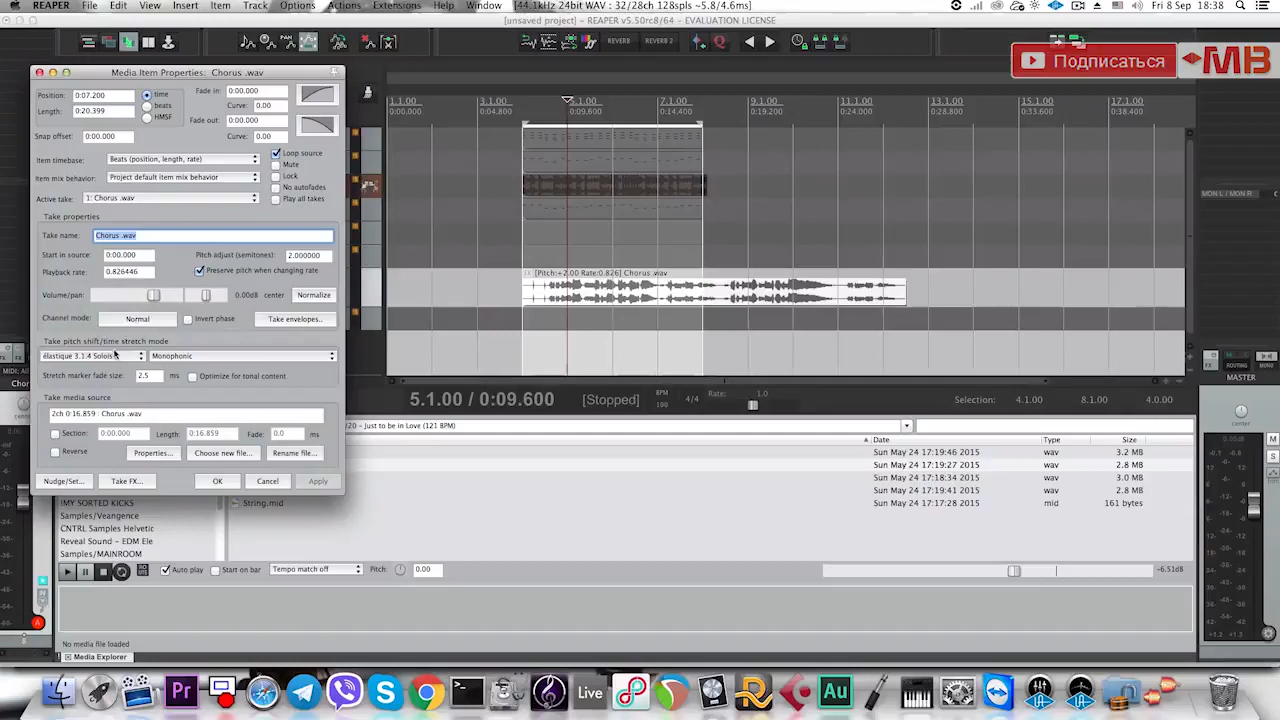 REAPER File Edit View Insert Item Track Options Actions Extensions Help Window [44.1kHz 24bit WAV : 32/28ch 128spls ~5.8/4.6ms] Fri 8 Sep 18:38
[unsaved project] - REAPER v5.50rc8/64 - EVALUATION LICENSE
REVERB REVERB 2
Подписаться
MB
Media Item Properties: Chorus .wav
Position: 0:07.200 time Fade in: 0:00.000
Length: 0:20.399 beats Curve: 0.00
HMSF Fade out: 0:00.000
Snap offset: 0:00.000 Curve: 0.00
Item timebase: Beats (position, length, rate) Loop source
Mute
Item mix behavior: Project default item mix behavior Lock
No autofades
Active take: 1: Chorus .wav Play all takes
Take properties
Take name: Chorus .wav
Start in source: 0:00.000 Pitch adjust (semitones): 2.000000
Playback rate: 0.826446 Preserve pitch when changing rate
Volume/pan: 0.00dB center Normalize
Channel mode: Normal Invert phase Take envelopes..
Take pitch shift/time stretch mode
élastique 3.1.4 Solois Monophonic
Stretch marker fade size: 2.5 ms Optimize for tonal content
Take media source
2ch 0:16.859 : Chorus .wav
Section: 0:00.000 Length: 0:16.859 Fade: 0.0 ms
Reverse Properties... Choose new file... Rename file...
Nudge/Set... Take FX... OK Cancel Apply
1.1.00 3.1.00 5.1.00 7.1.00 9.1.00 11.1.00 13.1.00 15.1.00 17.1.00
0:00.000 0:04.800 0:09.600 0:14.400 0:19.200 0:24.000 0:28.800 0:33.600 0:38.400
MON L / MON R
[Pitch:+2.00 Rate:0.826] Chorus .wav
FX ROUTING MONO
MASTER
5.1.00 / 0:09.600 [Stopped] BPM 100 4/4 Rate: 1.0 Selection: 4.1.00 8.1.00 4.00.00
center
/20 - Just to be in Love (121 BPM)
Date Type Size
Sun May 24 17:19:46 2015 wav 3.2 MB
Sun May 24 17:19:27 2015 wav 2.8 MB
Sun May 24 17:18:34 2015 wav 3.0 MB
Sun May 24 17:19:41 2015 wav 2.8 MB
String.mid Sun May 24 17:17:28 2015 mid 161 bytes
!MY SORTED KICKS
Samples/Veangence
CNTRL Samples Helvetic
Reveal Sound - EDM Ele
Samples/MAINROOM
Auto play Start on bar Tempo match off Pitch: 0.00 -6.51dB
No media file loaded
Media Explorer
Pr Live Au